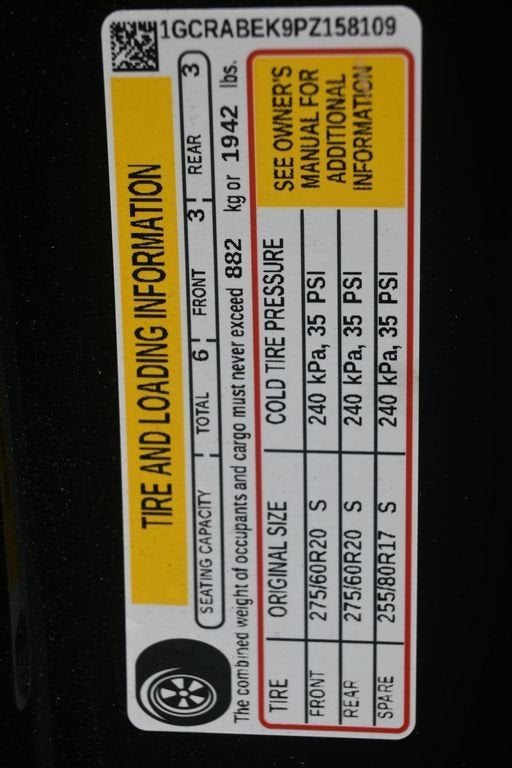 1GCRABEK9PZ158109
TIRE AND LOADING INFORMATION
SEATING CAPACITY TOTAL 6 FRONT 3 REAR 3
The combined weight of occupants and cargo must never exceed 882 kg or 1942 lbs.
TIRE ORIGINAL SIZE COLD TIRE PRESSURE
FRONT 275/60R20 S 240 kPa, 35 PSI
REAR 275/60R20 S 240 kPa, 35 PSI
SPARE 255/80R17 S 240 kPa, 35 PSI
SEE OWNER'S
MANUAL FOR
ADDITIONAL
INFORMATION